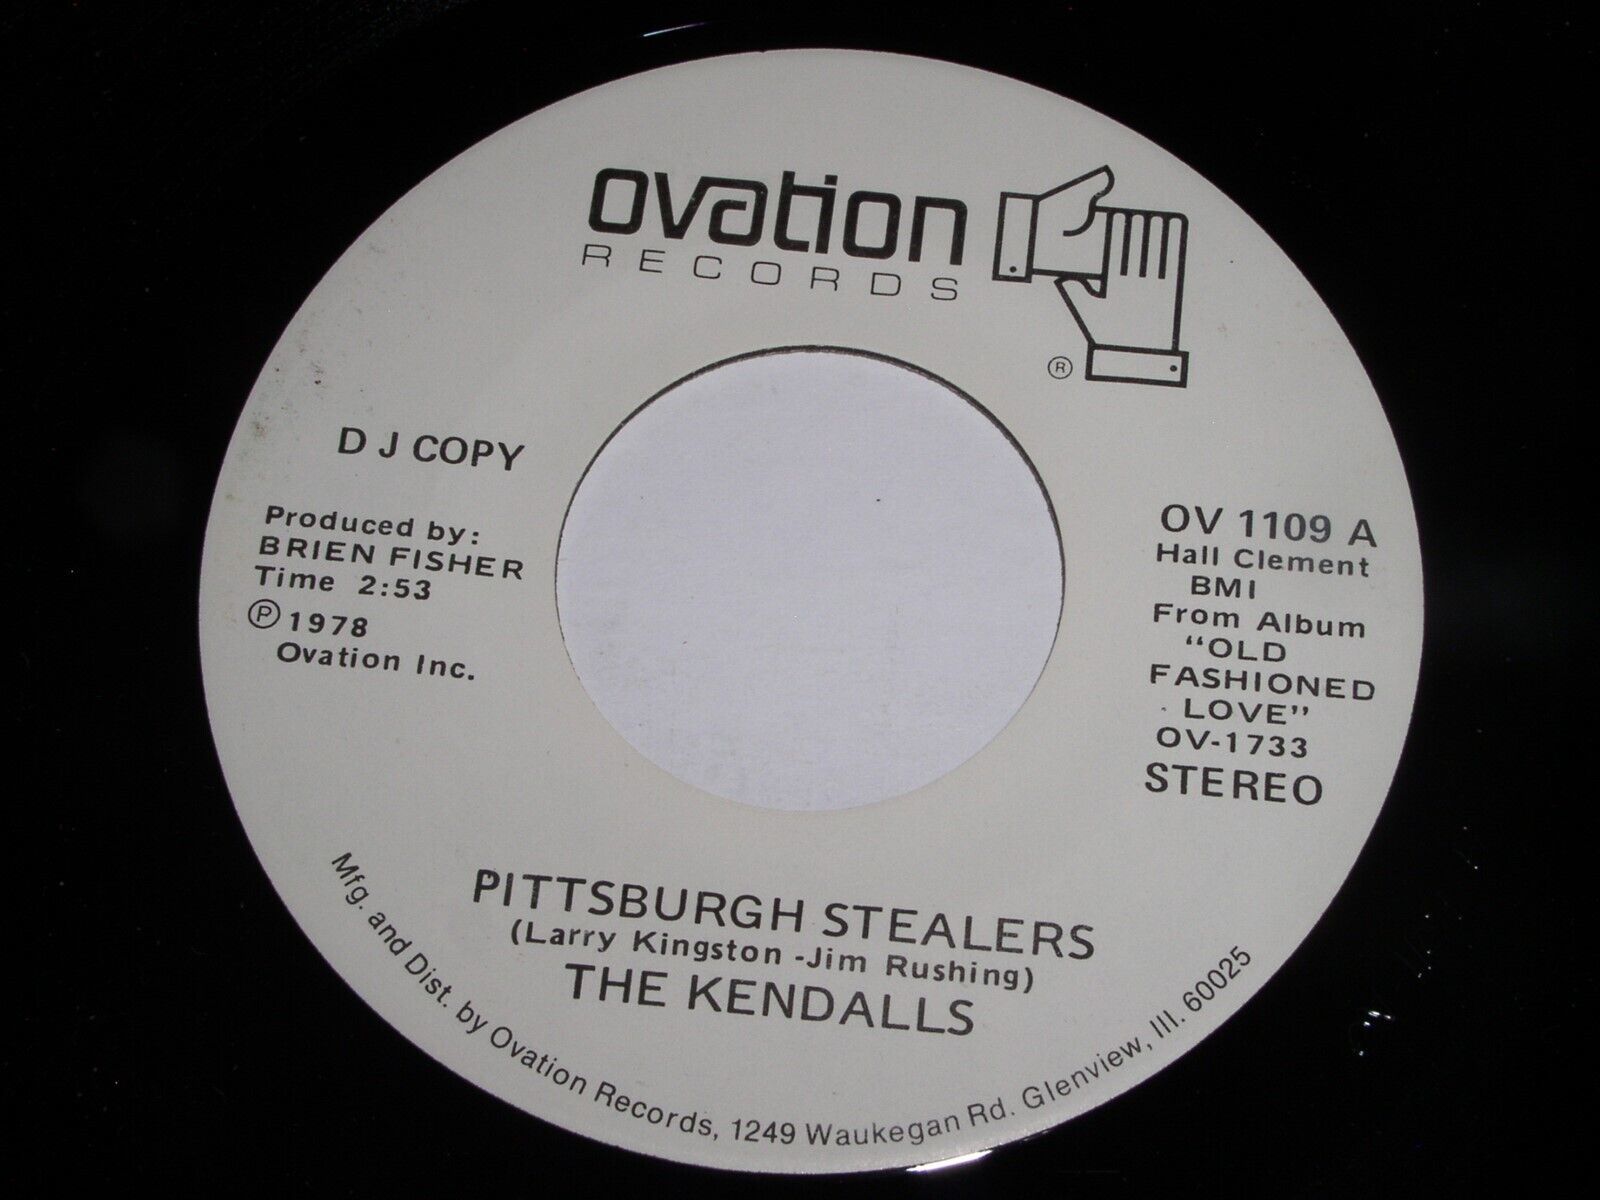 ovation
RECORDS
®
D J COPY
Produced by:
BRIEN FISHER
Time 2:53
℗ 1978
Ovation Inc.
OV 1109 A
Hall Clement
BMI
From Album
"OLD
FASHIONED
LOVE"
OV-1733
STEREO
PITTSBURGH STEALERS
(Larry Kingston -Jim Rushing)
THE KENDALLS
Mfg. and Dist. by Ovation Records, 1249 Waukegan Rd. Glenview, Ill. 60025